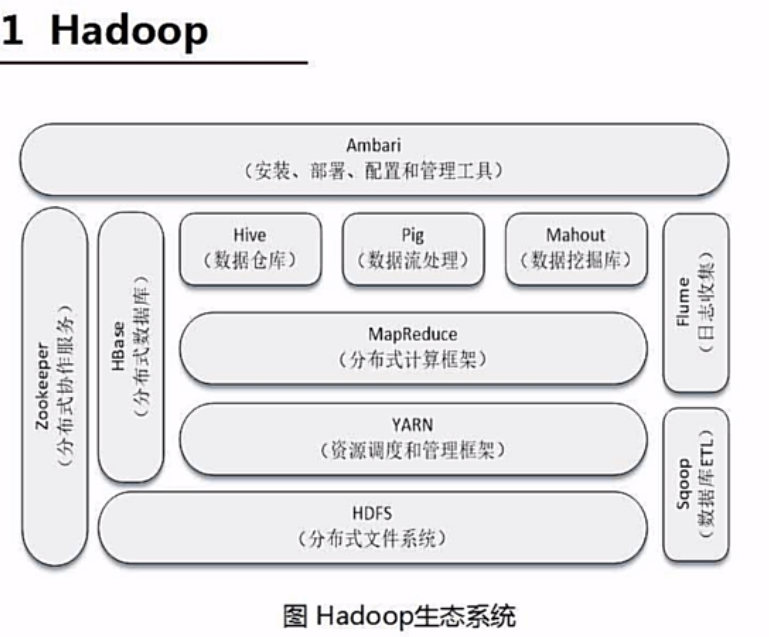 1 Hadoop
Ambari
（安装、部署、配置和管理工具）
Zookeeper
（分布式协作服务）
HBase
（分布式数据库）
Hive
（数据仓库）
Pig
（数据流处理）
Mahout
（数据挖掘库）
Flume
（日志收集）
MapReduce
（分布式计算框架）
YARN
（资源调度和管理框架）
Sqoop
（数据库ETL）
HDFS
（分布式文件系统）
图 Hadoop生态系统